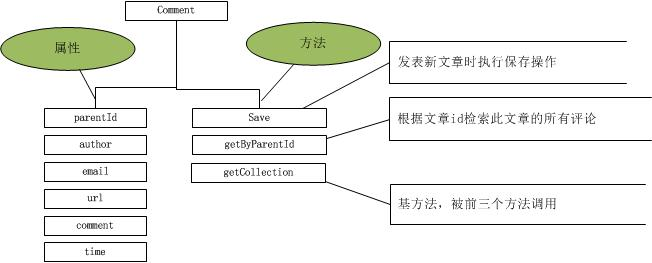 Comment
属性
方法
发表新文章时执行保存操作
parentId
Save
根据文章id检索此文章的所有评论
author
getByParentId
email
getCollection
url
基方法，被前三个方法调用
comment
time